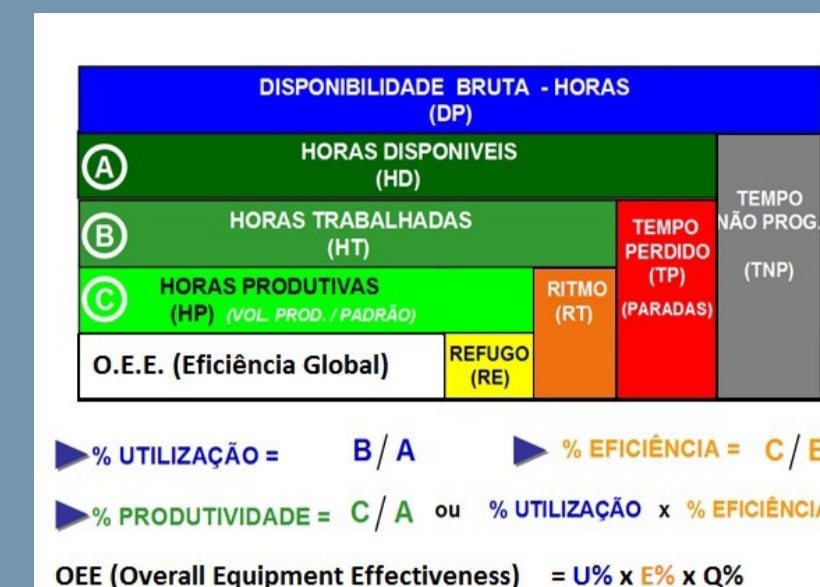 DISPONIBILIDADE BRUTA - HORAS
(DP)
A
HORAS DISPONIVEIS
(HD)
B
HORAS TRABALHADAS
(HT)
C
HORAS PRODUTIVAS
(HP) (VOL. PROD. / PADRÃO)
O.E.E. (Eficiência Global)
REFUGO
(RE)
RITMO
(RT)
TEMPO
PERDIDO
(TP)
(PARADAS)
TEMPO
NÃO PROG.
(TNP)
% UTILIZAÇÃO = B / A
% EFICIÊNCIA = C /
% PRODUTIVIDADE = C / A ou % UTILIZAÇÃO x % EFICIÊNCIA
OEE (Overall Equipment Effectiveness) = U% x E% x Q%